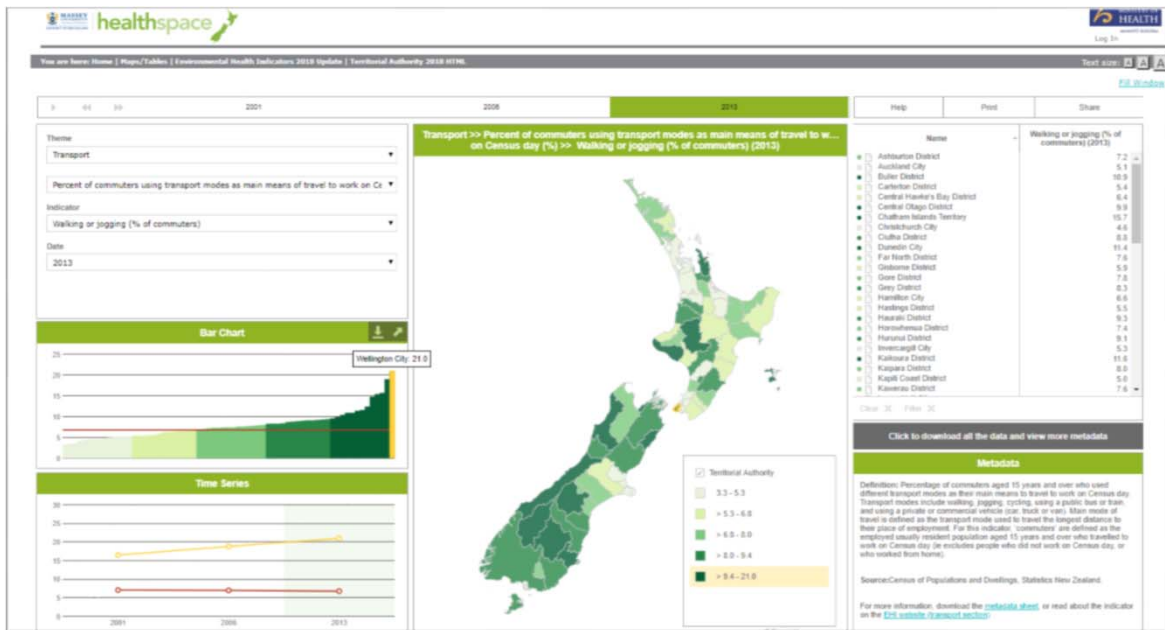 MASSEY
healthspace
HEALTH
Log In
You are here: Home | Maps/Tables | Environmental Health Indicators 2018 Update | Territorial Authority 2018 HTML
Text size: A A A
Fill Window
2001
2006
2013
Help
Print
Share
Theme
Transport
Percent of commuters using transport modes as main means of travel to work on Ce
Indicator
Walking or jogging (% of commuters)
Date
2013
Bar Chart
Wellington City: 21.0
25
20
15
10
5
0
Time Series
30
25
20
15
10
5
0
2001
2006
2013
Transport >> Percent of commuters using transport modes as main means of travel to w...
on Census day (%) >> Walking or jogging (% of commuters) (2013)
Territorial Authority
3.3 - 5.3
> 5.3 - 6.8
> 6.8 - 8.0
> 8.0 - 9.4
> 9.4 - 21.0
Name
Walking or jogging (% of
commuters) (2013)
Ashburton District 7.2
Auckland City 5.1
Buller District 10.9
Carterton District 5.4
Central Hawke's Bay District 6.4
Central Otago District 9.9
Chatham Islands Territory 15.7
Christchurch City 4.6
Clutha District 8.8
Dunedin City 11.4
Far North District 7.6
Gisborne District 5.9
Gore District 7.8
Grey District 8.3
Hamilton City 6.6
Hastings District 5.5
Hauraki District 9.3
Horowhenua District 7.4
Hurunui District 9.1
Invercargill City 5.3
Kaikoura District 11.6
Kaipara District 8.0
Kapiti Coast District 5.8
Kawerau District 7.6
Clear
Filter
Click to download all the data and view more metadata
Metadata
Definition: Percentage of commuters aged 15 years and over who used
different transport modes as their main means to travel to work on Census day.
Transport modes include walking, jogging, cycling, using a public bus or train,
and using a private or commercial vehicle (car, truck or van). Main mode of
travel is defined as the transport mode used to travel the longest distance to
their place of employment. For this indicator, 'commuters' are defined as the
employed usually resident population aged 15 years and over who travelled to
work on Census day (ie excludes people who did not work on Census day, or
who worked from home).
Source:Census of Populations and Dwellings, Statistics New Zealand.
For more information, download the metadata sheet, or read about the indicator
on the EHI website (transport section)